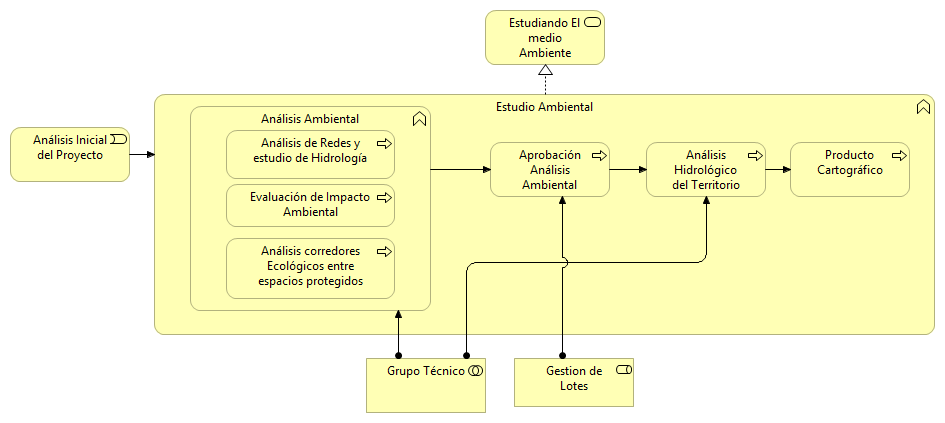 Estudiando El
medio
Ambiente
Estudio Ambiental
Análisis Inicial
del Proyecto
Análisis Ambiental
Análisis de Redes y
estudio de Hidrología
Evaluación de Impacto
Ambiental
Análisis corredores
Ecológicos entre
espacios protegidos
Aprobación
Análisis
Ambiental
Análisis
Hidrológico
del Territorio
Producto
Cartográfico
Grupo Técnico
Gestion de
Lotes